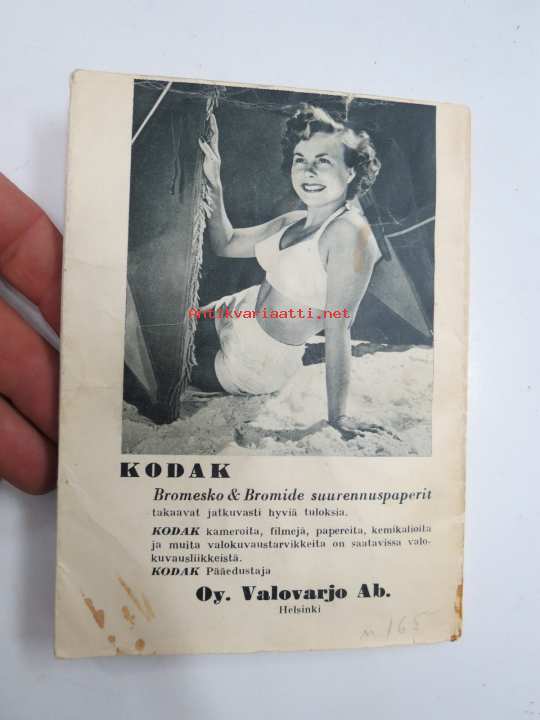 Antikvariaatti.net
KODAK
Bromesko & Bromide suurennuspaperit
takaavat jatkuvasti hyviä tuloksia.
KODAK kameroita, filmejä, papereita, kemikalioita
ja muita valokuvaustarvikkeita on saatavissa valo-
kuvausliikkeistä.
KODAK Pääedustaja
Oy. Valovarjo Ab.
Helsinki
165